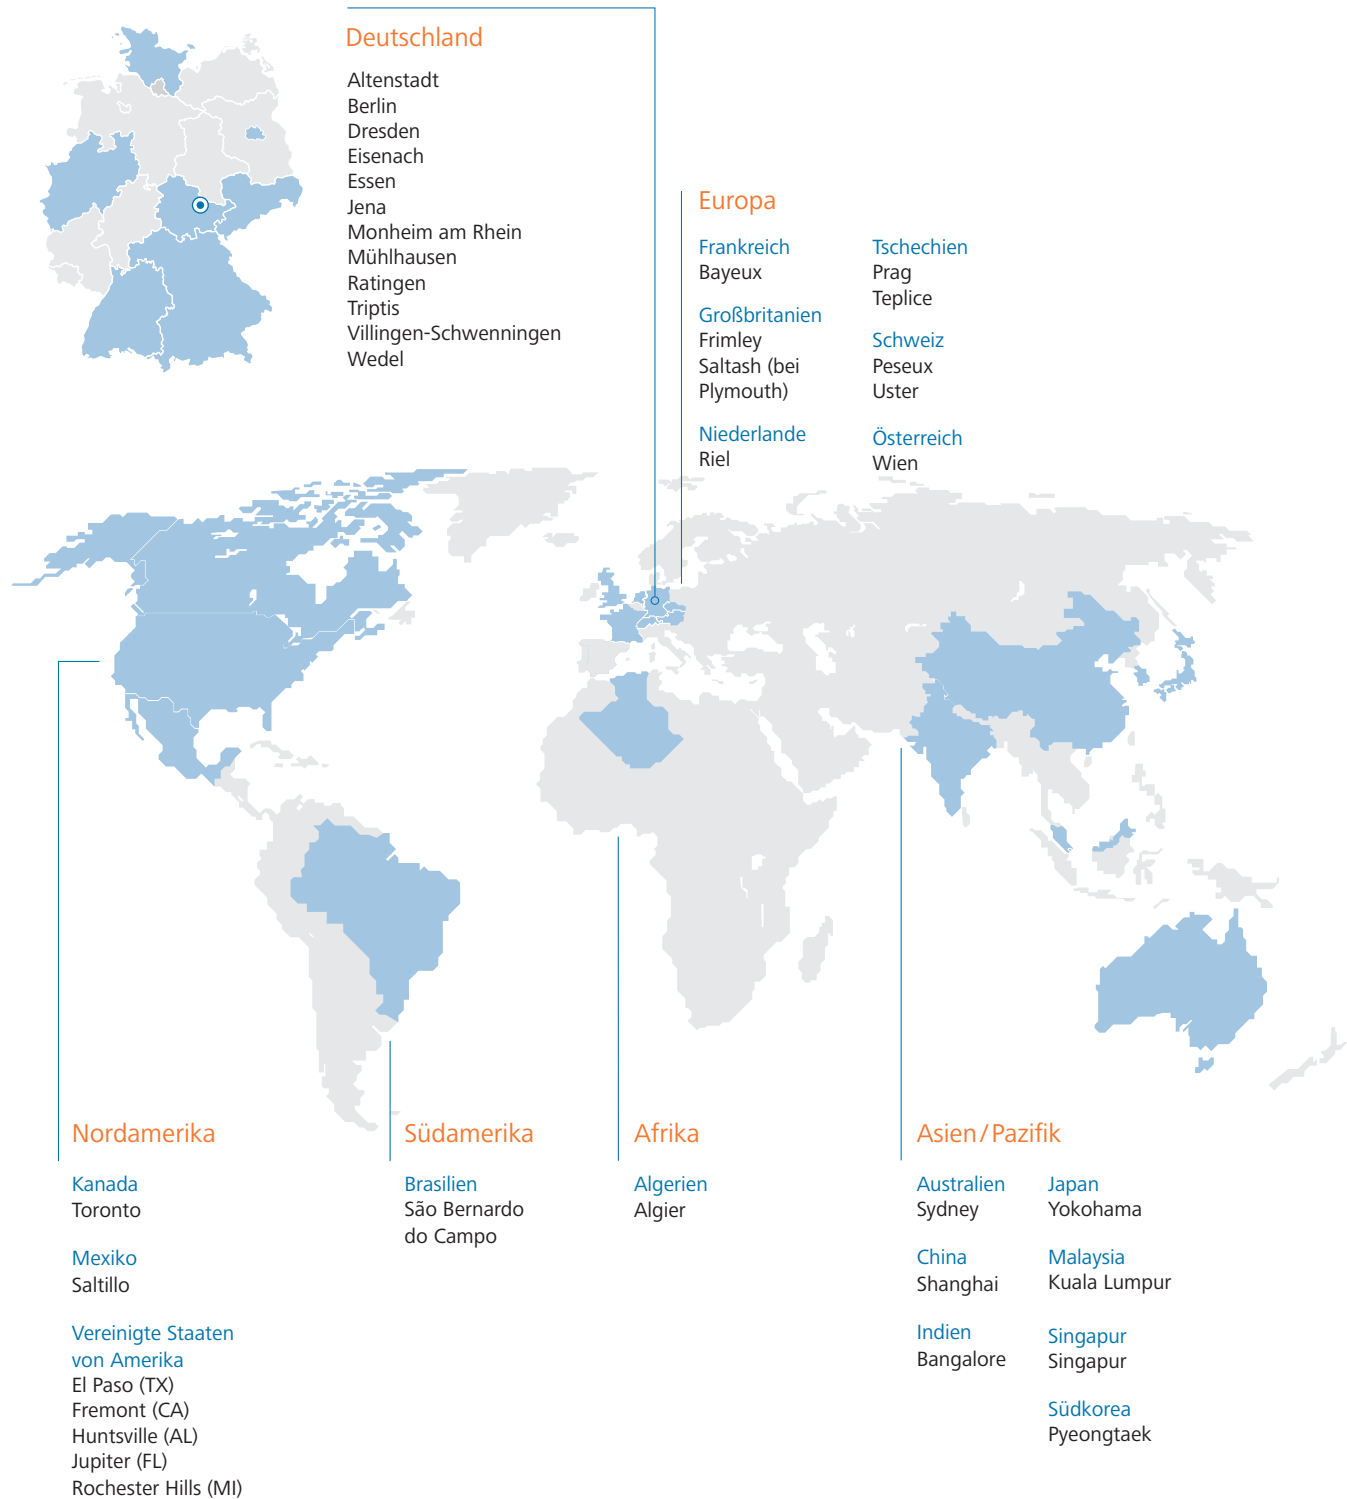 Deutschland
Altenstadt
Berlin
Dresden
Eisenach
Essen
Jena
Monheim am Rhein
Mühlhausen
Ratingen
Triptis
Villingen-Schwenningen
Wedel
Europa
Frankreich
Bayeux
Großbritanien
Frimley
Saltash (bei
Plymouth)
Niederlande
Riel
Tschechien
Prag
Teplice
Schweiz
Peseux
Uster
Österreich
Wien
Nordamerika
Kanada
Toronto
Mexiko
Saltillo
Vereinigte Staaten
von Amerika
El Paso (TX)
Fremont (CA)
Huntsville (AL)
Jupiter (FL)
Rochester Hills (MI)
Südamerika
Brasilien
São Bernardo
do Campo
Afrika
Algerien
Algier
Asien/Pazifik
Australien
Sydney
China
Shanghai
Indien
Bangalore
Japan
Yokohama
Malaysia
Kuala Lumpur
Singapur
Singapur
Südkorea
Pyeongtaek